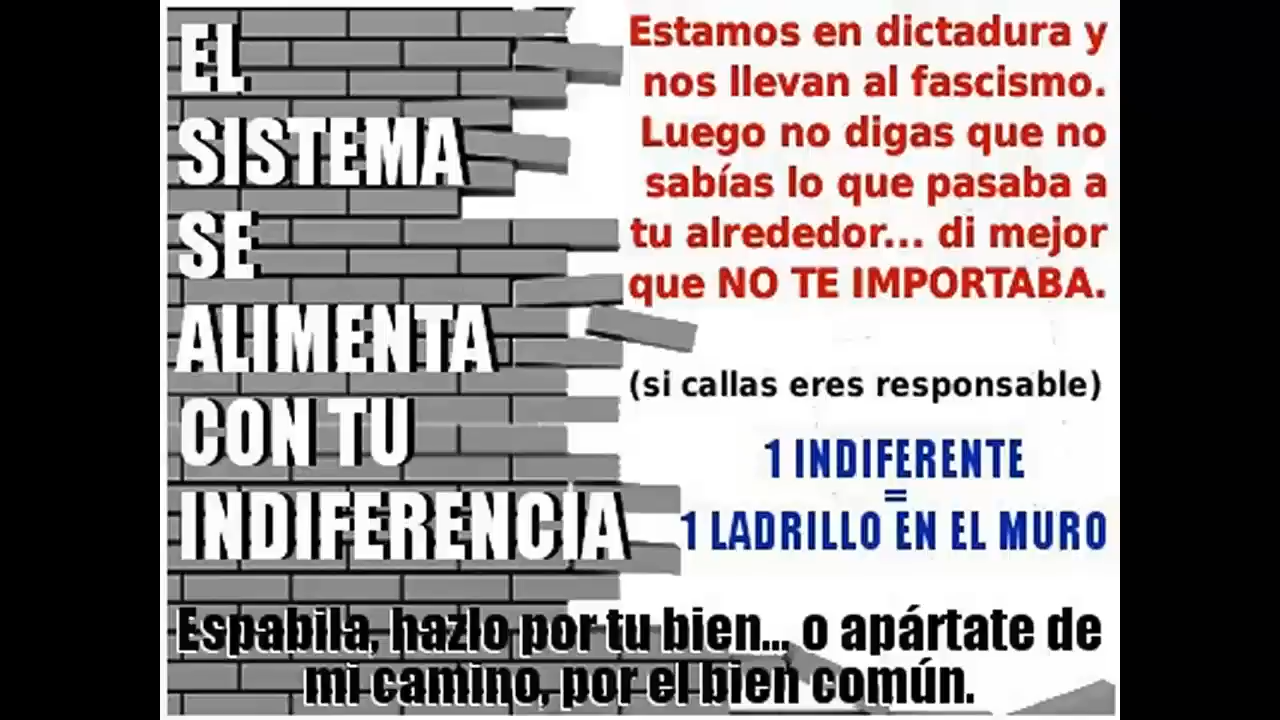 EL
SISTEMA
SE
ALIMENTA
CON TU
INDIFERENCIA
Estamos en dictadura y
nos llevan al fascismo.
Luego no digas que no
sabías lo que pasaba a
tu alrededor... di mejor
que NO TE IMPORTABA.
(si callas eres responsable)
1 INDIFERENTE
=
1 LADRILLO EN EL MURO
Espabila, hazlo por tu bien... o apártate de
mi camino, por el bien común.